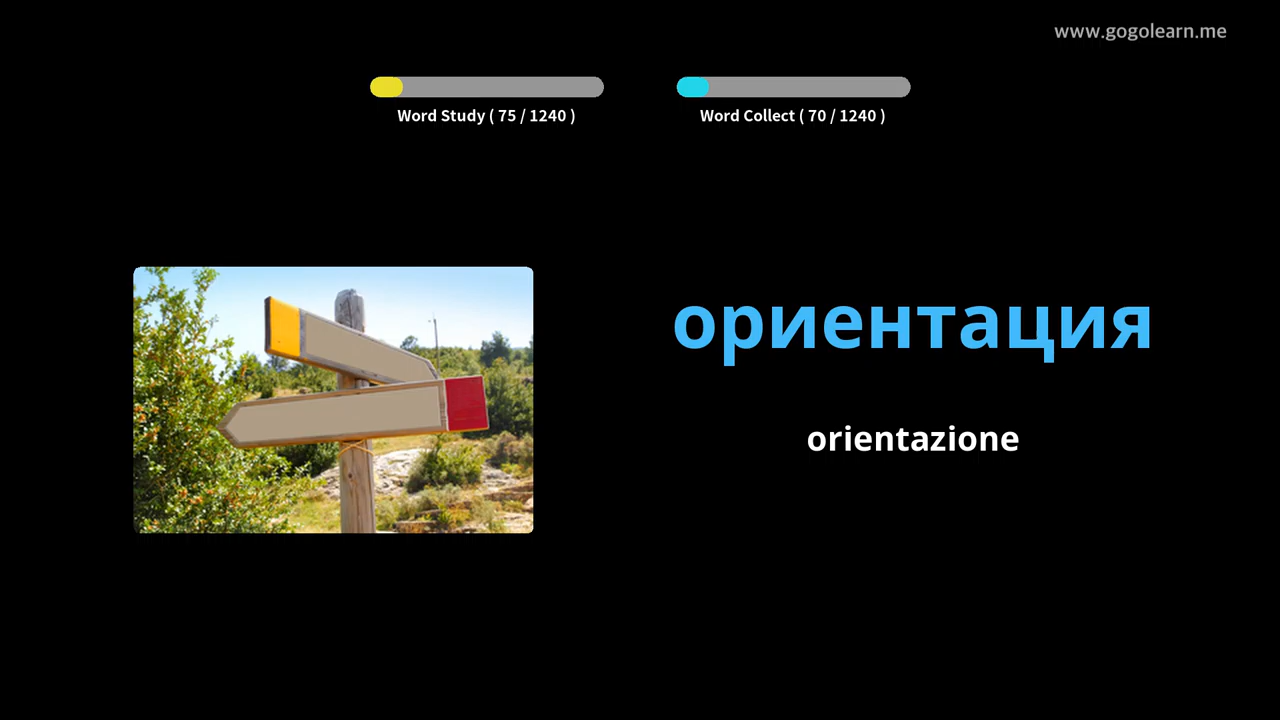 www.gogolearn.me
Word Study ( 75 / 1240 )
Word Collect ( 70 / 1240 )
ориентация
orientazione